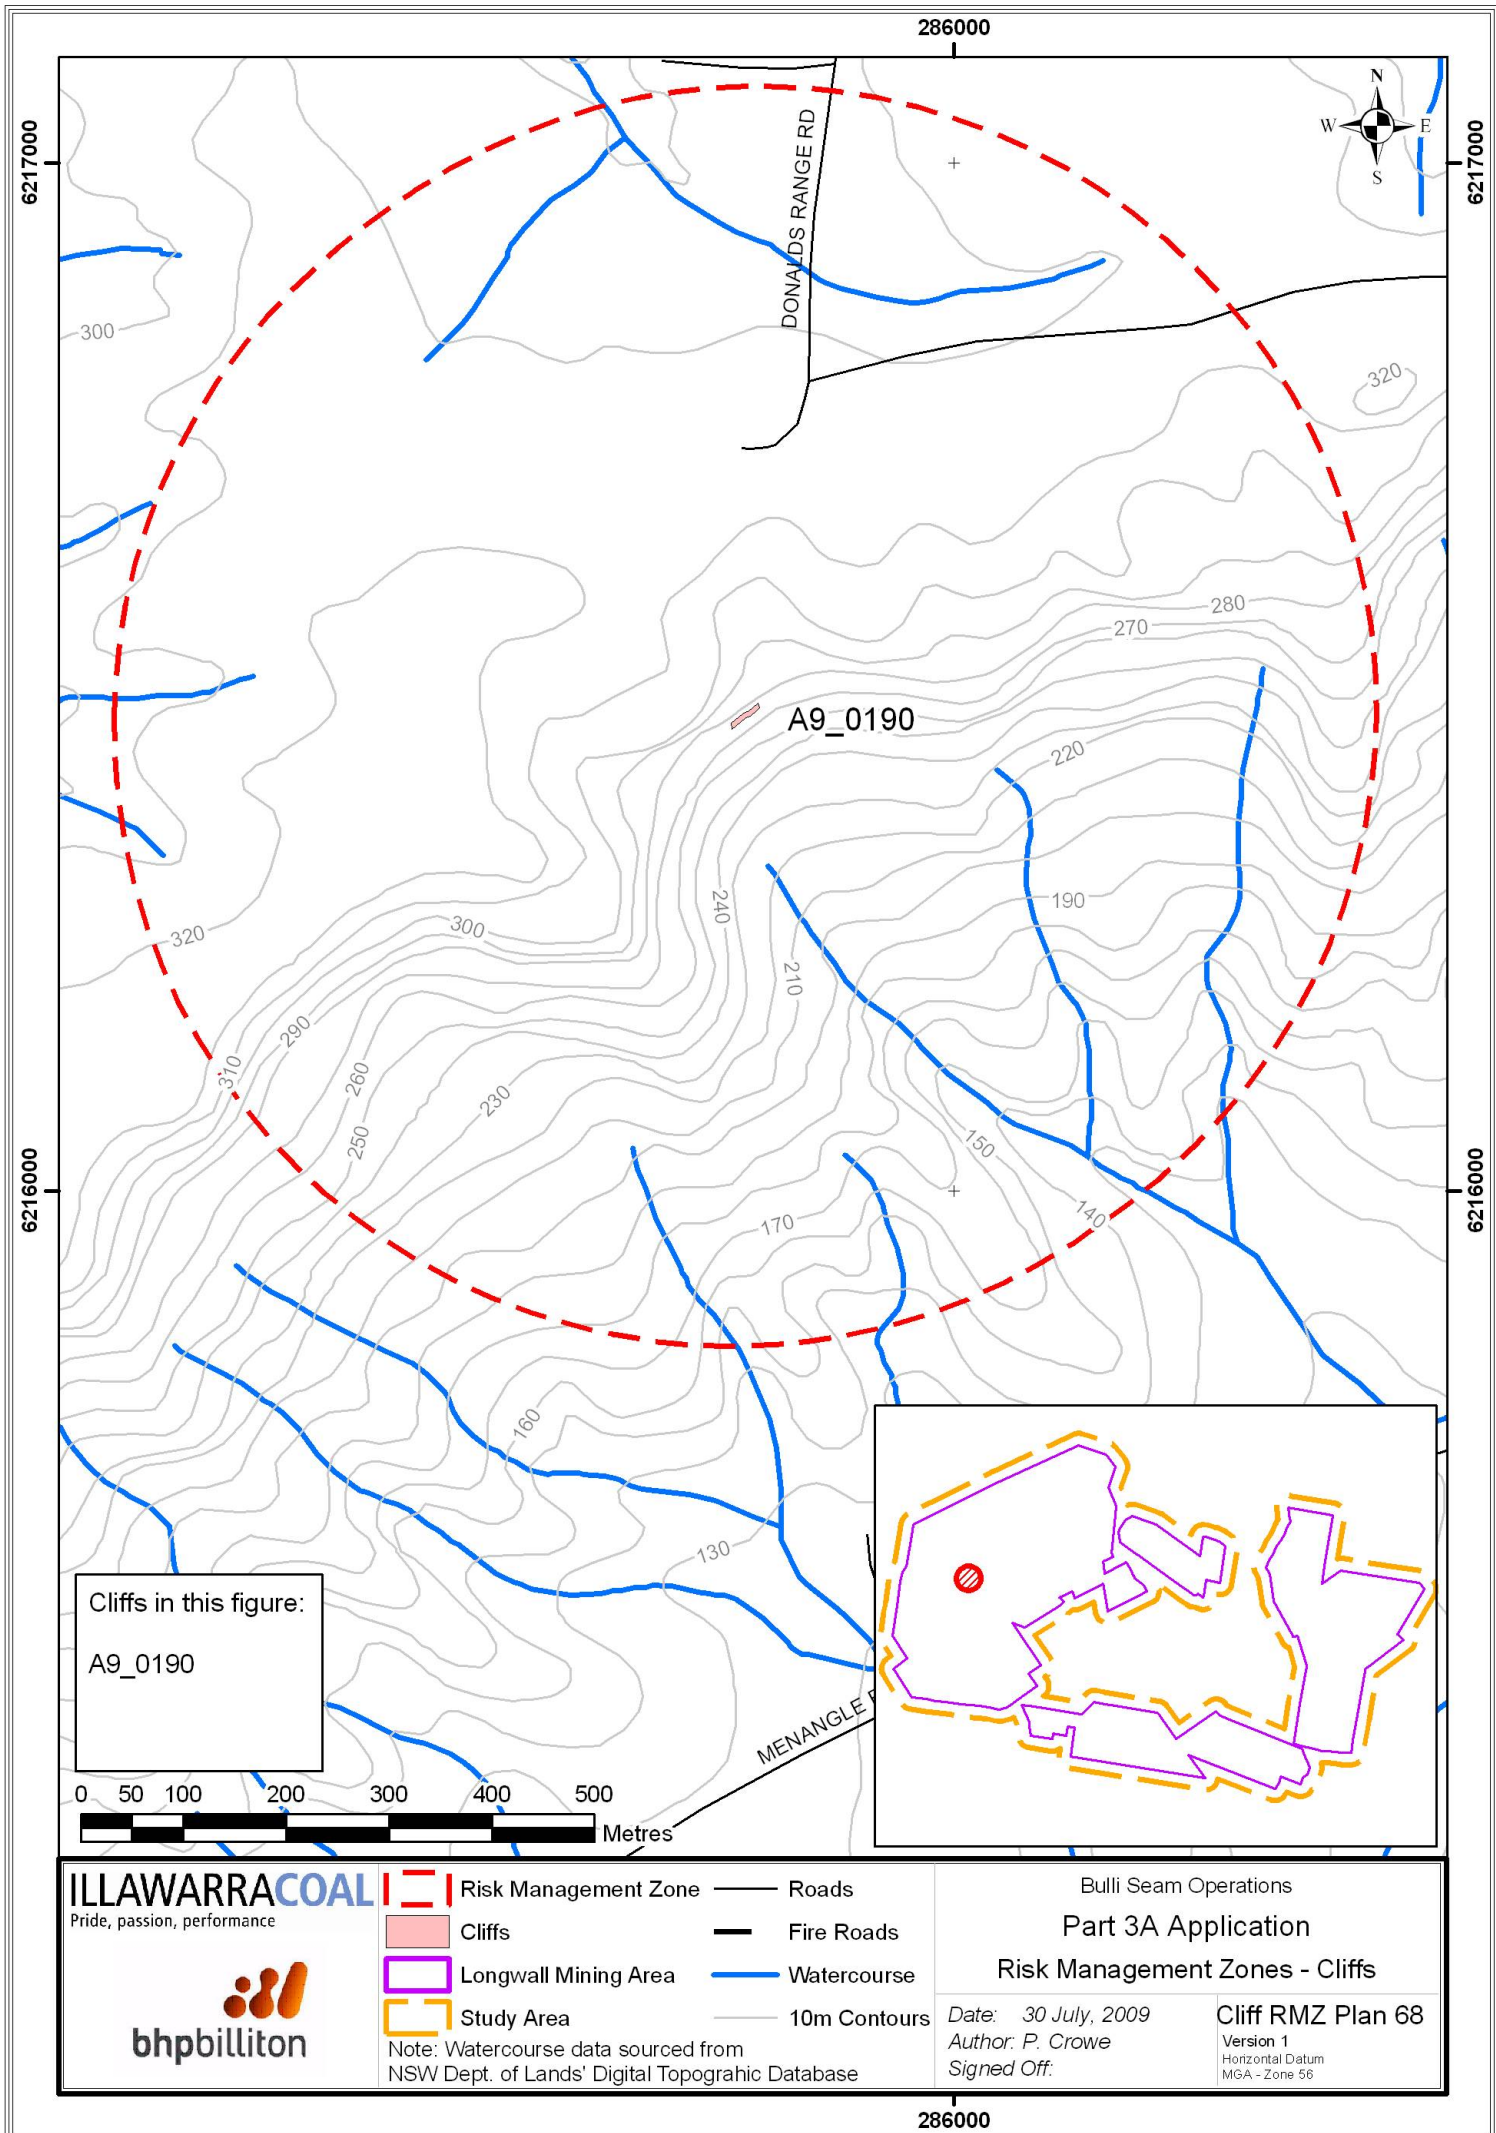 286000
N
W E
S
6217000
6217000
DONALDS RANGE RD
300
320
280
270
A9_0190
220
240
190
320
300
210
290
310
260
230
250
150
6216000
6216000
170
140
160
130
Cliffs in this figure:
A9_0190
MENANGLE
0 50 100 200 300 400 500
Metres
ILLAWARRACOAL
Pride, passion, performance
bhpbilliton
Risk Management Zone
Cliffs
Longwall Mining Area
Study Area
Roads
Fire Roads
Watercourse
10m Contours
Note: Watercourse data sourced from
NSW Dept. of Lands' Digital Topograhic Database
Bulli Seam Operations
Part 3A Application
Risk Management Zones - Cliffs
Date: 30 July, 2009
Author: P. Crowe
Signed Off:
Cliff RMZ Plan 68
Version 1
Horizontal Datum
MGA - Zone 56
286000